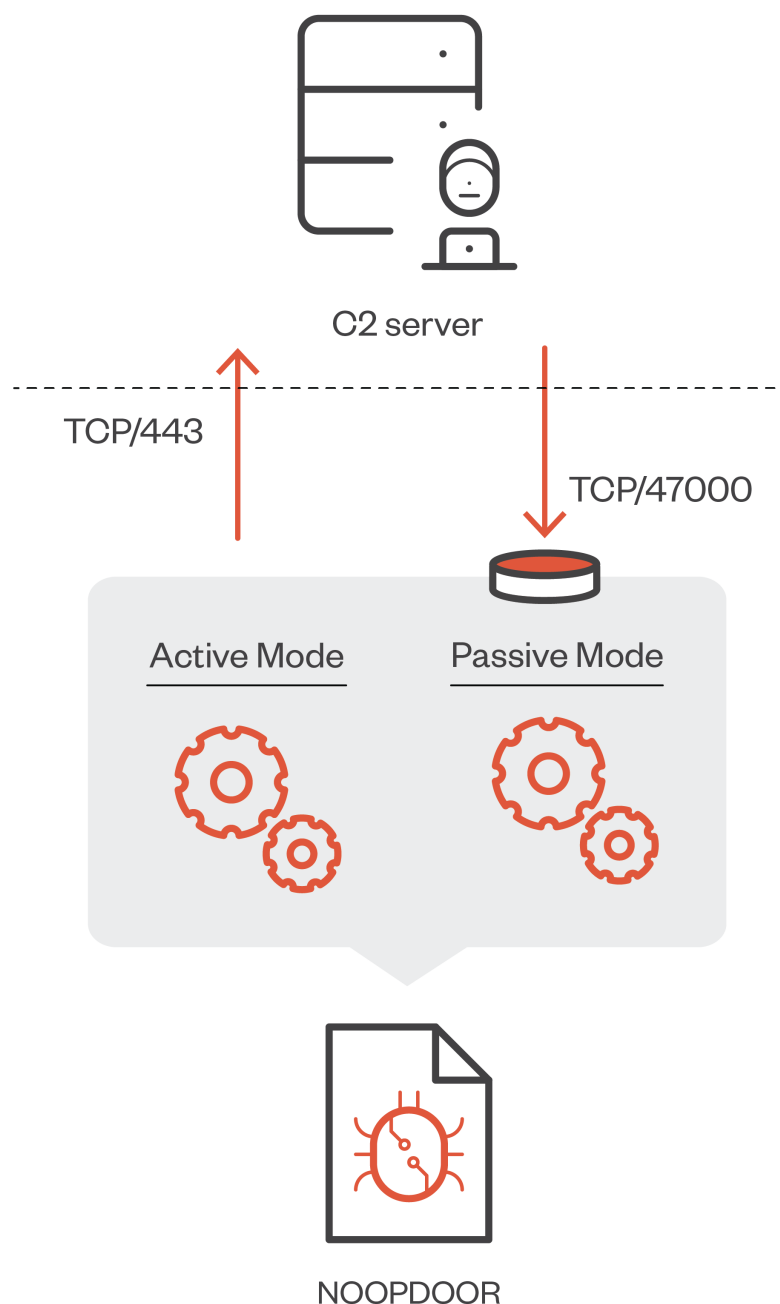 C2 server
TCP/443
TCP/47000
Active Mode
Passive Mode
NOOPDOOR